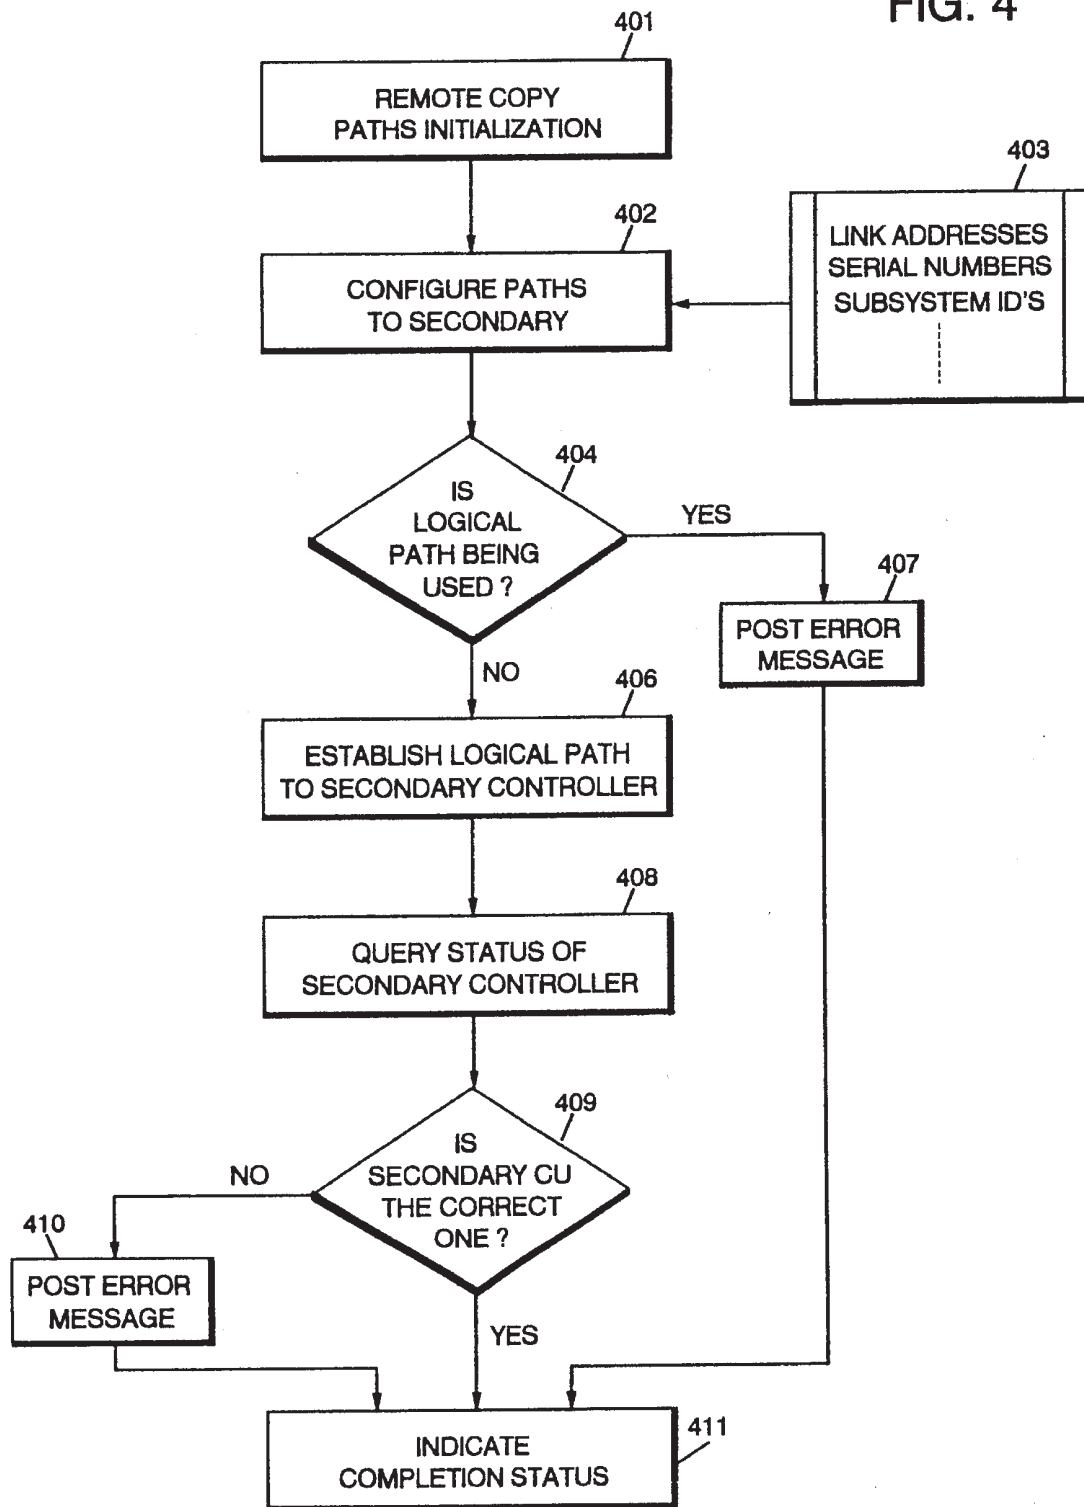 FIG. 4
401
REMOTE COPY
PATHS INITIALIZATION
403
402
LINK ADDRESSES
SERIAL NUMBERS
SUBSYSTEM ID'S
CONFIGURE PATHS
TO SECONDARY
404
IS
LOGICAL
PATH BEING
USED ?
YES
407
POST ERROR
MESSAGE
NO
406
ESTABLISH LOGICAL PATH
TO SECONDARY CONTROLLER
408
QUERY STATUS OF
SECONDARY CONTROLLER
409
IS
SECONDARY CU
THE CORRECT
ONE ?
NO
410
POST ERROR
MESSAGE
YES
INDICATE
COMPLETION STATUS
411